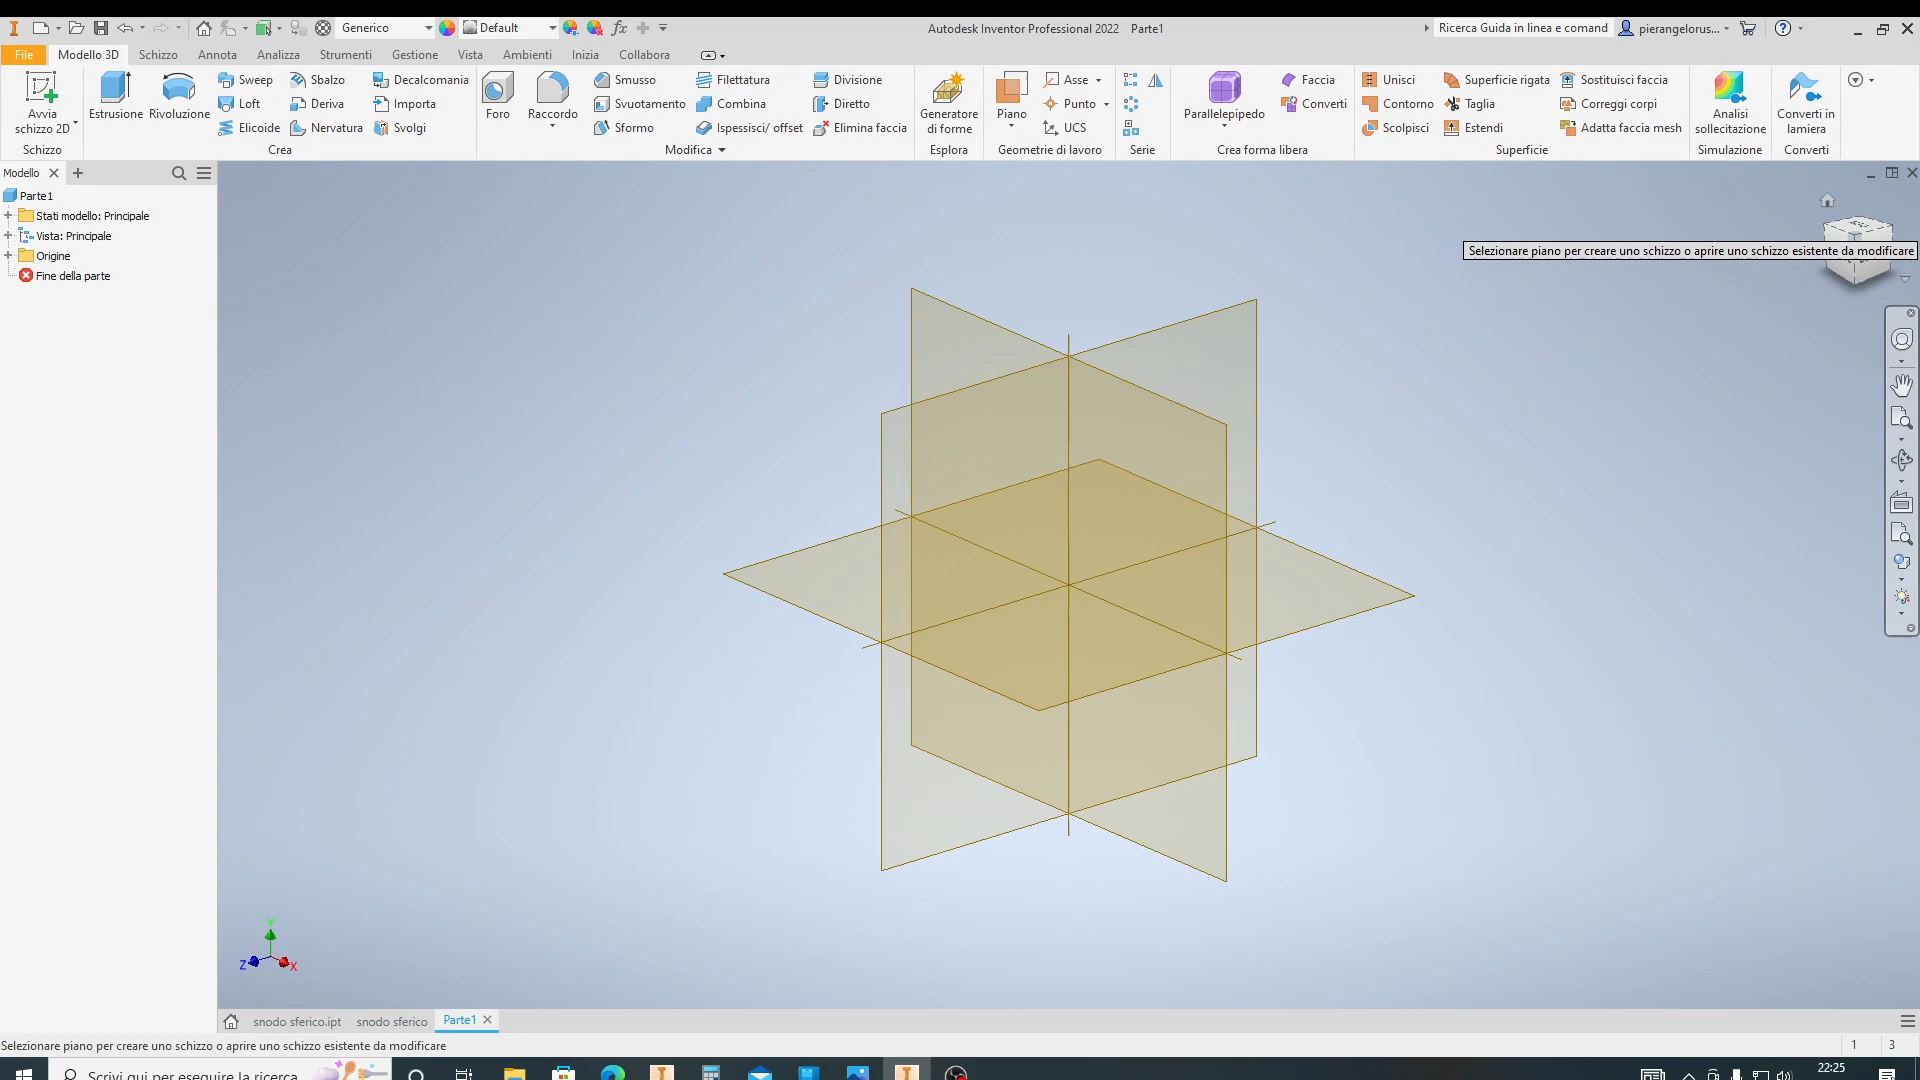 Generico
Default
Autodesk Inventor Professional 2022 Parte1
Ricerca Guida in linea e comand
pierangelorus...
File
Modello 3D
Schizzo
Annota
Analizza
Strumenti
Gestione
Vista
Ambienti
Inizia
Collabora
Avvia schizzo 2D
Schizzo
Estrusione
Rivoluzione
Sweep
Loft
Elicoide
Sbalzo
Deriva
Nervatura
Decalcomania
Importa
Svolgi
Crea
Foro
Raccordo
Smusso
Svuotamento
Sformo
Filettatura
Combina
Ispessisci/ offset
Divisione
Diretto
Elimina faccia
Modifica
Generatore di forme
Esplora
Piano
Asse
Punto
UCS
Geometrie di lavoro
Serie
Parallelepipedo
Faccia
Converti
Crea forma libera
Unisci
Contorno
Scolpisci
Superficie rigata
Taglia
Estendi
Sostituisci faccia
Correggi corpi
Adatta faccia mesh
Superficie
Analisi sollecitazione
Simulazione
Converti in lamiera
Converti
Modello
Parte1
Stati modello: Principale
Vista: Principale
Origine
Fine della parte
Selezionare piano per creare uno schizzo o aprire uno schizzo esistente da modificare
Y
Z
X
snodo sferico.ipt
snodo sferico
Parte1
Selezionare piano per creare uno schizzo o aprire uno schizzo esistente da modificare
1
3
Scrivi qui per eseguire la ricerca
22:25